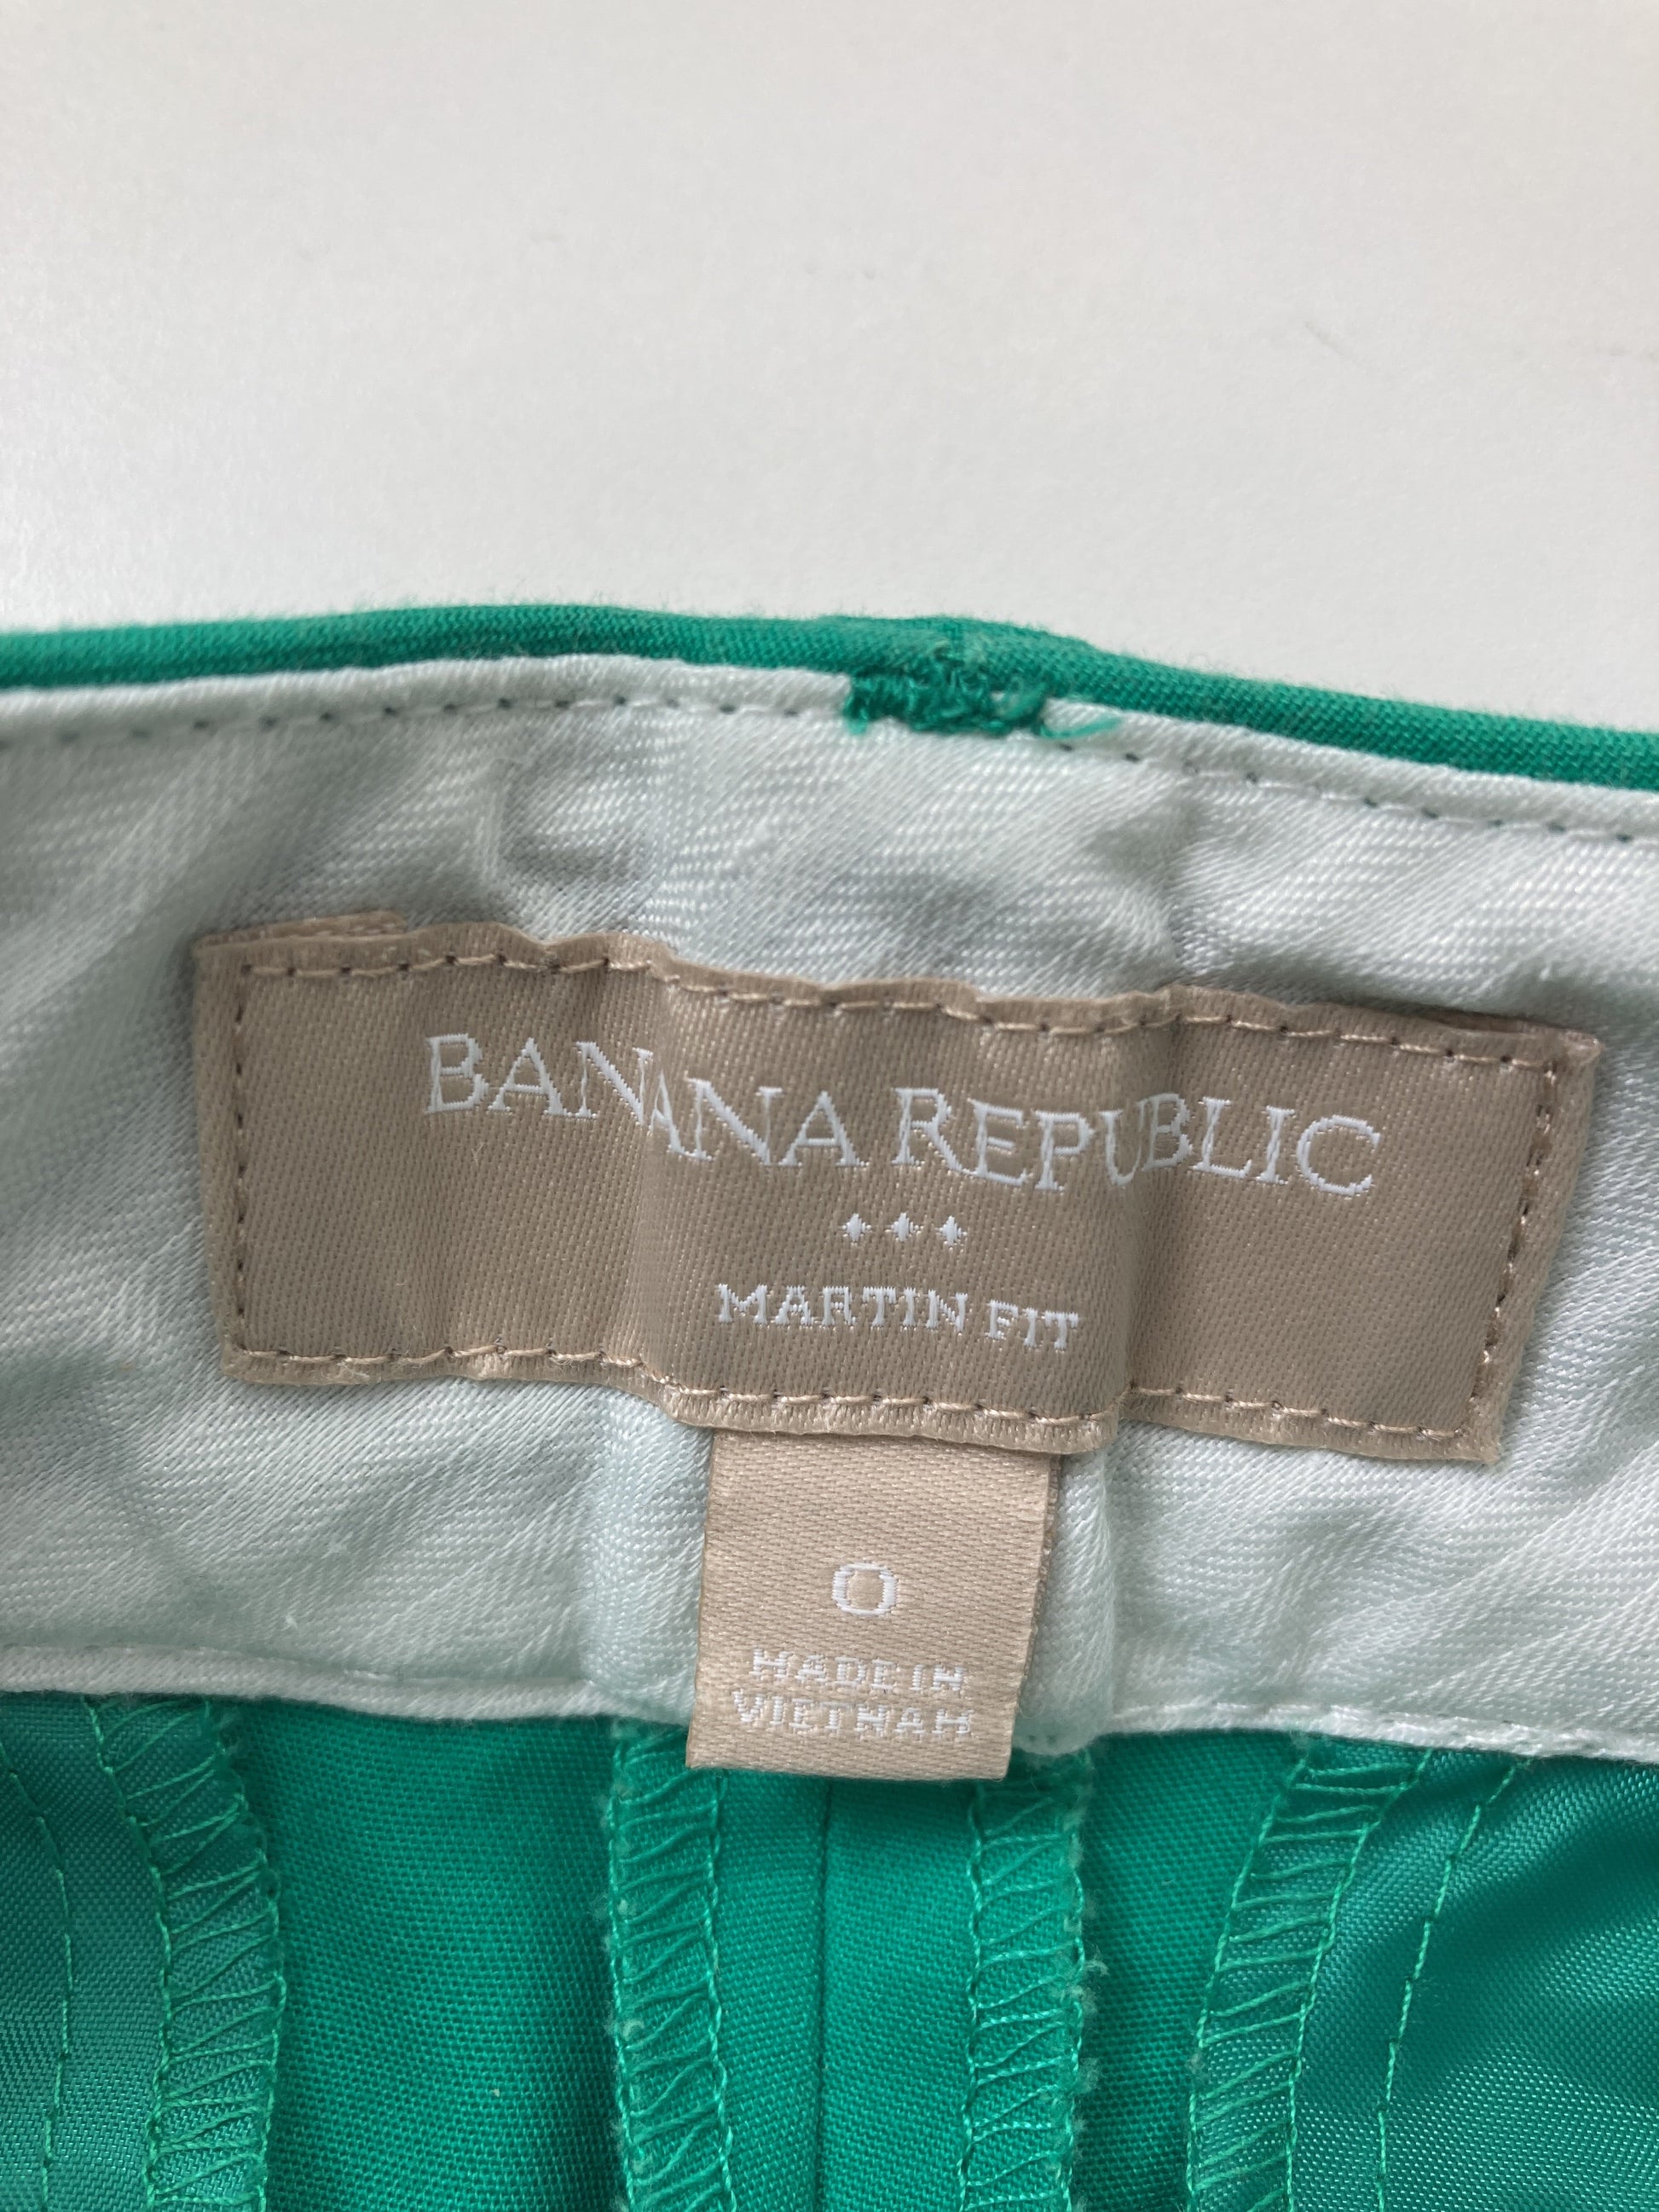 BANANA REPUBLIC
MARTIN FIT
0
MADE IN
VIETNAM